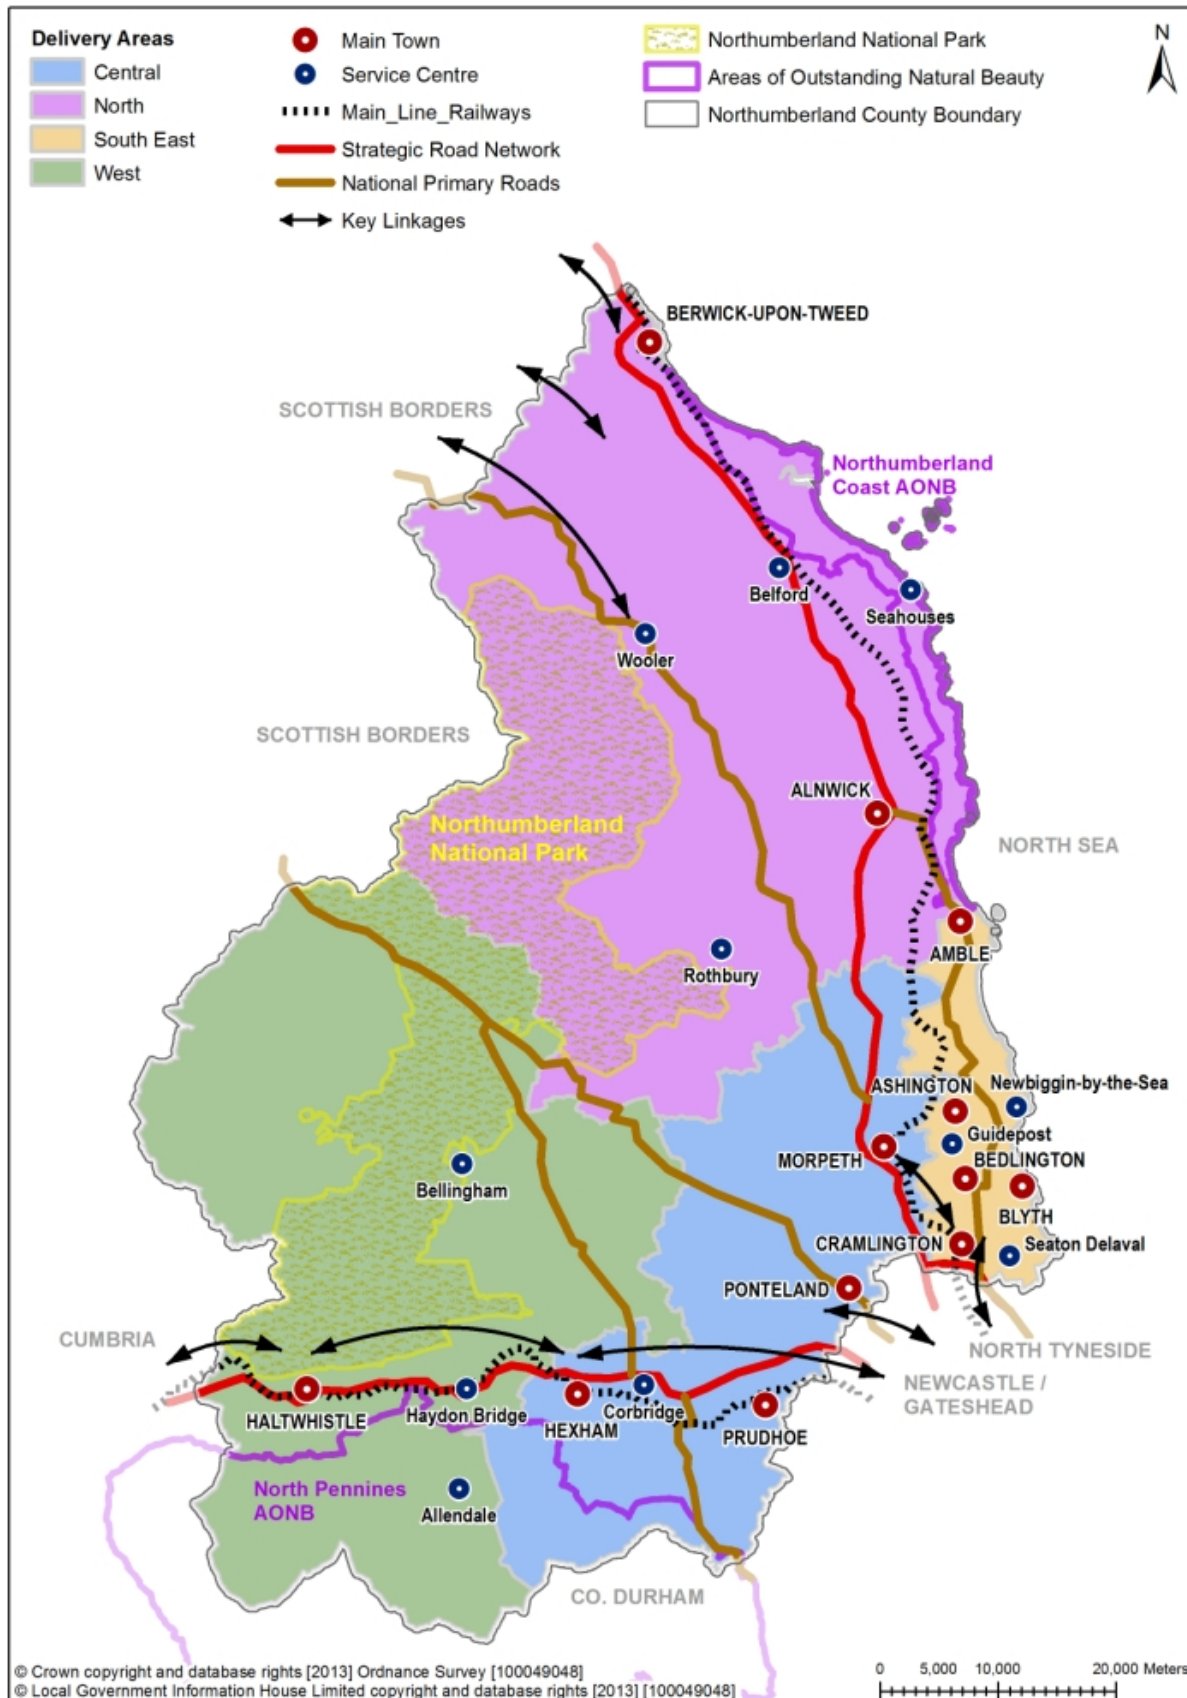 Delivery Areas
Central
North
South East
West
Main Town
Service Centre
Main_Line_Railways
Strategic Road Network
National Primary Roads
Key Linkages
Northumberland National Park
Areas of Outstanding Natural Beauty
Northumberland County Boundary
N
BERWICK-UPON-TWEED
SCOTTISH BORDERS
Northumberland
Coast AONB
Belford
Seahouses
Wooler
SCOTTISH BORDERS
ALNWICK
Northumberland
National Park
NORTH SEA
AMBLE
Rothbury
ASHINGTON
Newbiggin-by-the-Sea
Guidepost
MORPETH
BEDLINGTON
Bellingham
BLYTH
CRAMLINGTON
Seaton Delaval
PONTELAND
CUMBRIA
NORTH TYNESIDE
NEWCASTLE /
GATESHEAD
HALTWHISTLE
Haydon Bridge
HEXHAM
Corbridge
PRUDHOE
North Pennines
AONB
Allendale
CO. DURHAM
© Crown copyright and database rights [2013] Ordnance Survey [100049048]
© Local Government Information House Limited copyright and database rights [2013] [100049048]
0 5,000 10,000 20,000 Meters